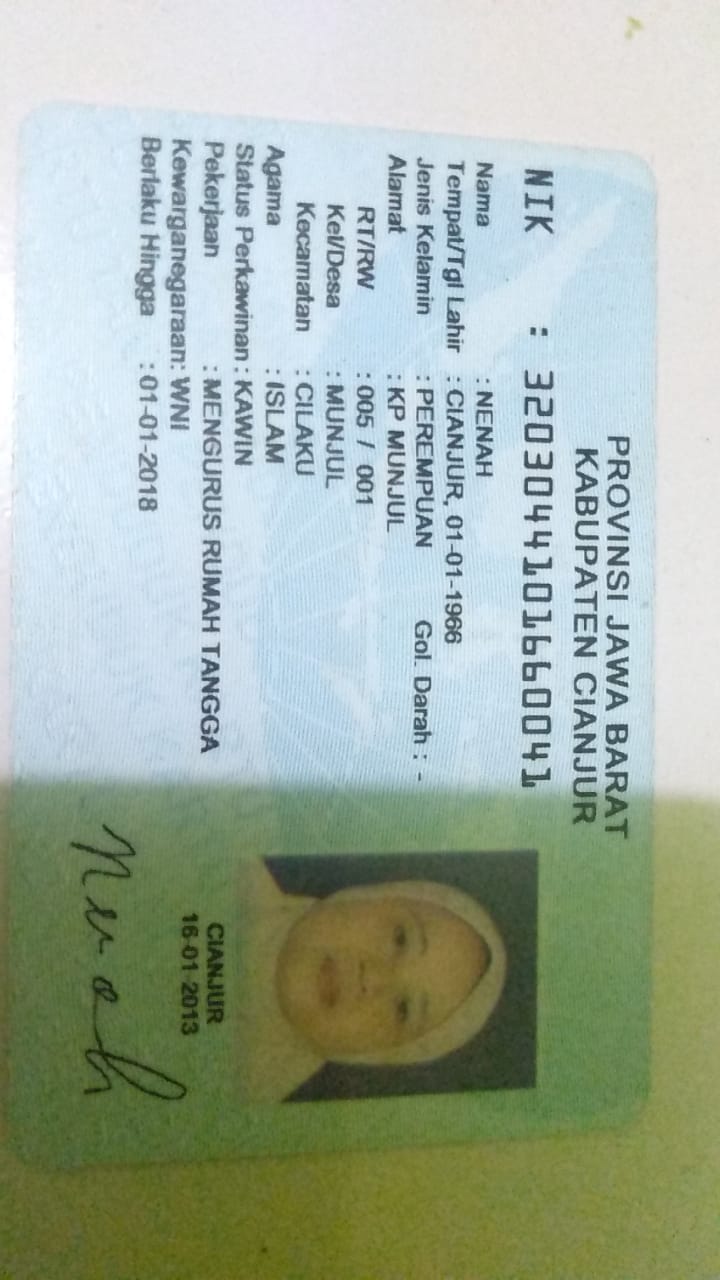 PROVINSI JAWA BARAT
KABUPATEN CIANJUR
NIK : 3203044101660041
Nama : NENAH
Tempat/Tgl Lahir : CIANJUR, 01-01-1966
Jenis Kelamin : PEREMPUAN Gol. Darah : -
Alamat : KP MUNJUL
RT/RW : 005 / 001
Kel/Desa : MUNJUL
Kecamatan : CILAKU
Agama : ISLAM
Status Perkawinan : KAWIN
Pekerjaan : MENGURUS RUMAH TANGGA
Kewarganegaraan: WNI
Berlaku Hingga : 01-01-2018
CIANJUR
16-01-2013
Nenah